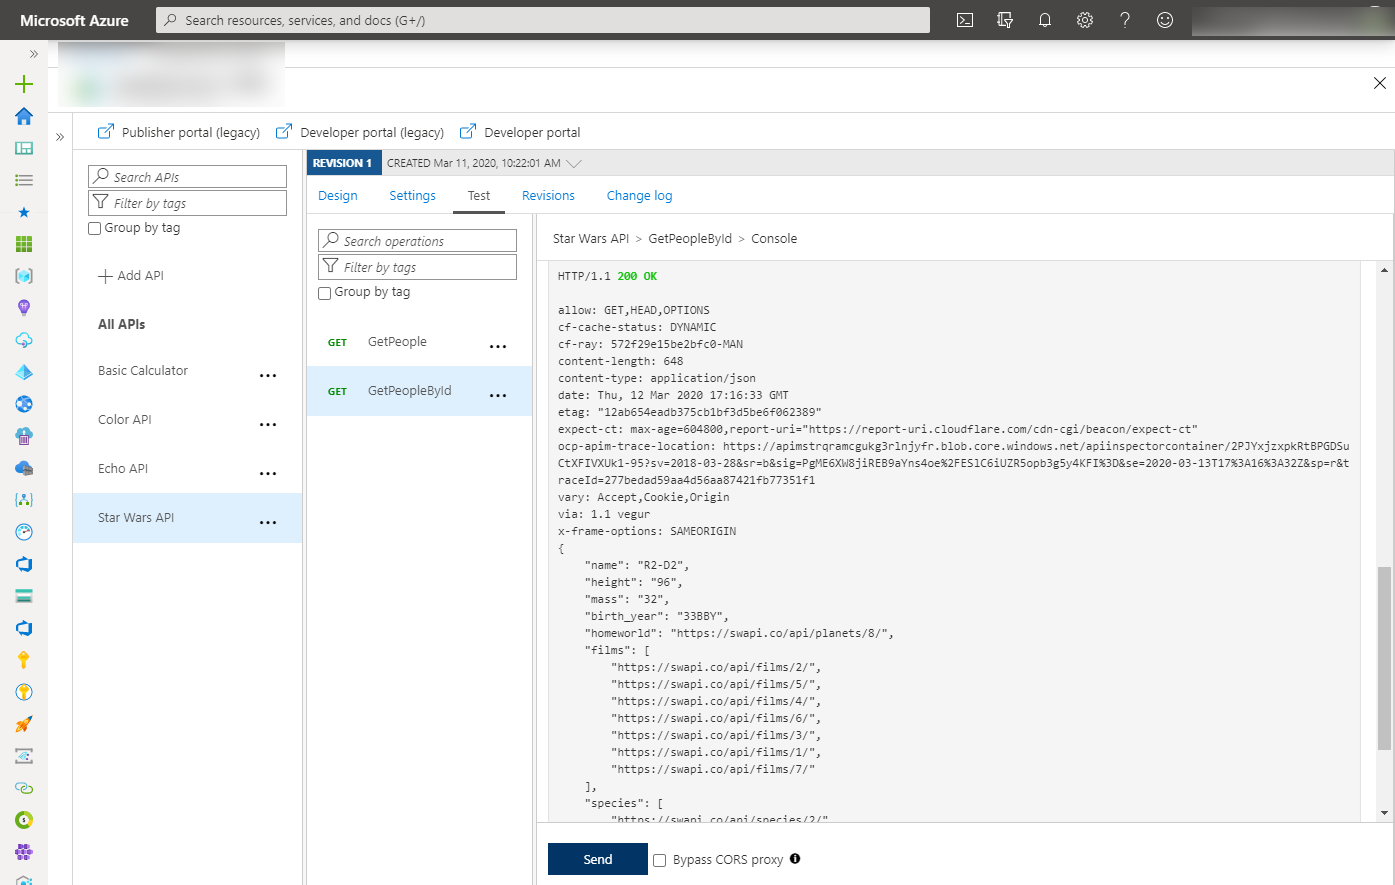 Microsoft Azure
Search resources, services, and docs (G+/)
Publisher portal (legacy)
Developer portal (legacy)
Developer portal
Search APIs
Filter by tags
Group by tag
Add API
All APIs
Basic Calculator
Color API
Echo API
Star Wars API
REVISION 1
CREATED Mar 11, 2020, 10:22:01 AM
Design
Settings
Test
Revisions
Change log
Search operations
Filter by tags
Group by tag
GET GetPeople
GET GetPeopleById
Star Wars API > GetPeopleById > Console
HTTP/1.1 200 OK
allow: GET,HEAD,OPTIONS
cf-cache-status: DYNAMIC
cf-ray: 572f29e15be2bfc0-MAN
content-length: 648
content-type: application/json
date: Thu, 12 Mar 2020 17:16:33 GMT
etag: "12ab654eadb375cb1bf3d5be6f062389"
expect-ct: max-age=604800,report-uri="https://report-uri.cloudflare.com/cdn-cgi/beacon/expect-ct"
ocp-apim-trace-location: https://apimstrqramcgukg3rlnjyfr.blob.core.windows.net/apiinspectorcontainer/2PJYxjzxpkRtBPGDSu
CtXFIVXUk1-95?sv=2018-03-28&sr=b&sig=PgME6XW8jiREB9aYns4oe%2FESlC6iUZR5opb3g5y4KFI%3D&se=2020-03-13T17%3A16%3A32Z&sp=r&t
raceId=277bedad59aa4d56aa87421fb77351f1
vary: Accept,Cookie,Origin
via: 1.1 vegur
x-frame-options: SAMEORIGIN
{
"name": "R2-D2",
"height": "96",
"mass": "32",
"birth_year": "33BBY",
"homeworld": "https://swapi.co/api/planets/8/",
"films": [
"https://swapi.co/api/films/2/",
"https://swapi.co/api/films/5/",
"https://swapi.co/api/films/4/",
"https://swapi.co/api/films/6/",
"https://swapi.co/api/films/3/",
"https://swapi.co/api/films/1/",
"https://swapi.co/api/films/7/"
],
"species": [
"https://swapi.co/api/species/2/"
Send
Bypass CORS proxy